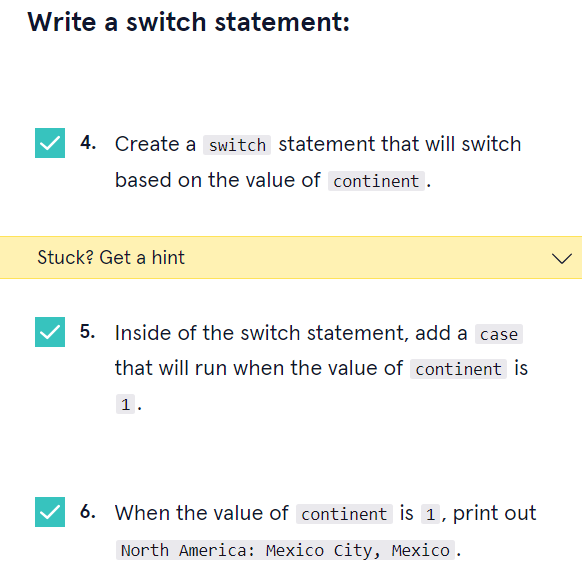 Write a switch statement:
4. Create a switch statement that will switch
based on the value of continent.
Stuck? Get a hint
5. Inside of the switch statement, add a case
that will run when the value of continent is
1.
6. When the value of continent is 1, print out
North America: Mexico City, Mexico.